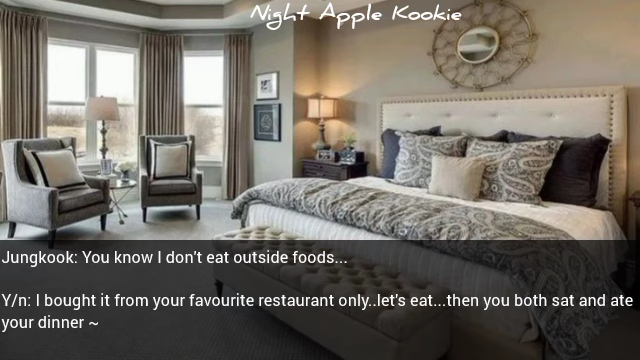 Night Apple Kookie
Jungkook: You know I don't eat outside foods...
Y/n: I bought it from your favourite restaurant only..let's eat...then you both sat and ate
your dinner ~